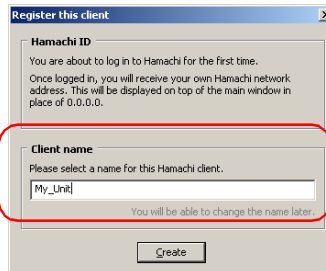 Register this client
Hamachi ID
You are about to log in to Hamachi for the first time.
Once logged in, you will receive your own Hamachi network
address. This will be displayed on top of the main window in
place of 0.0.0.0.
Client name
Please select a name for this Hamachi client.
My_Unit
You will be able to change the name later.
Create